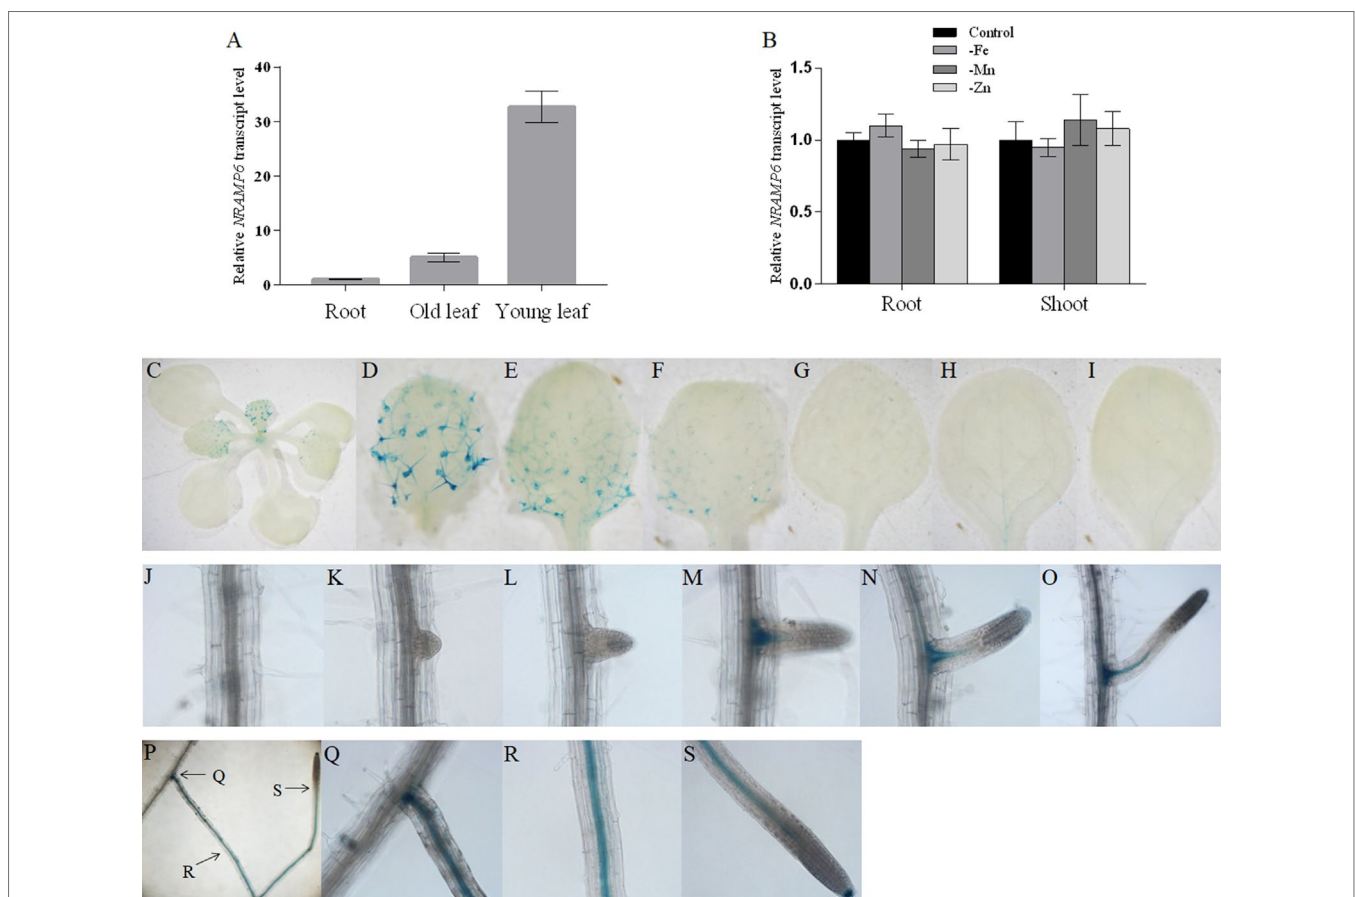 A
Relative NRAMP6 transcript level
40
30
20
10
0
Root Old leaf Young leaf
B
Control
-Fe
-Mn
-Zn
Relative NRAMP6 transcript level
1.5
1.0
0.5
0.0
Root Shoot
C D E F G H I
J K L M N O
P Q R S
Q
S
R